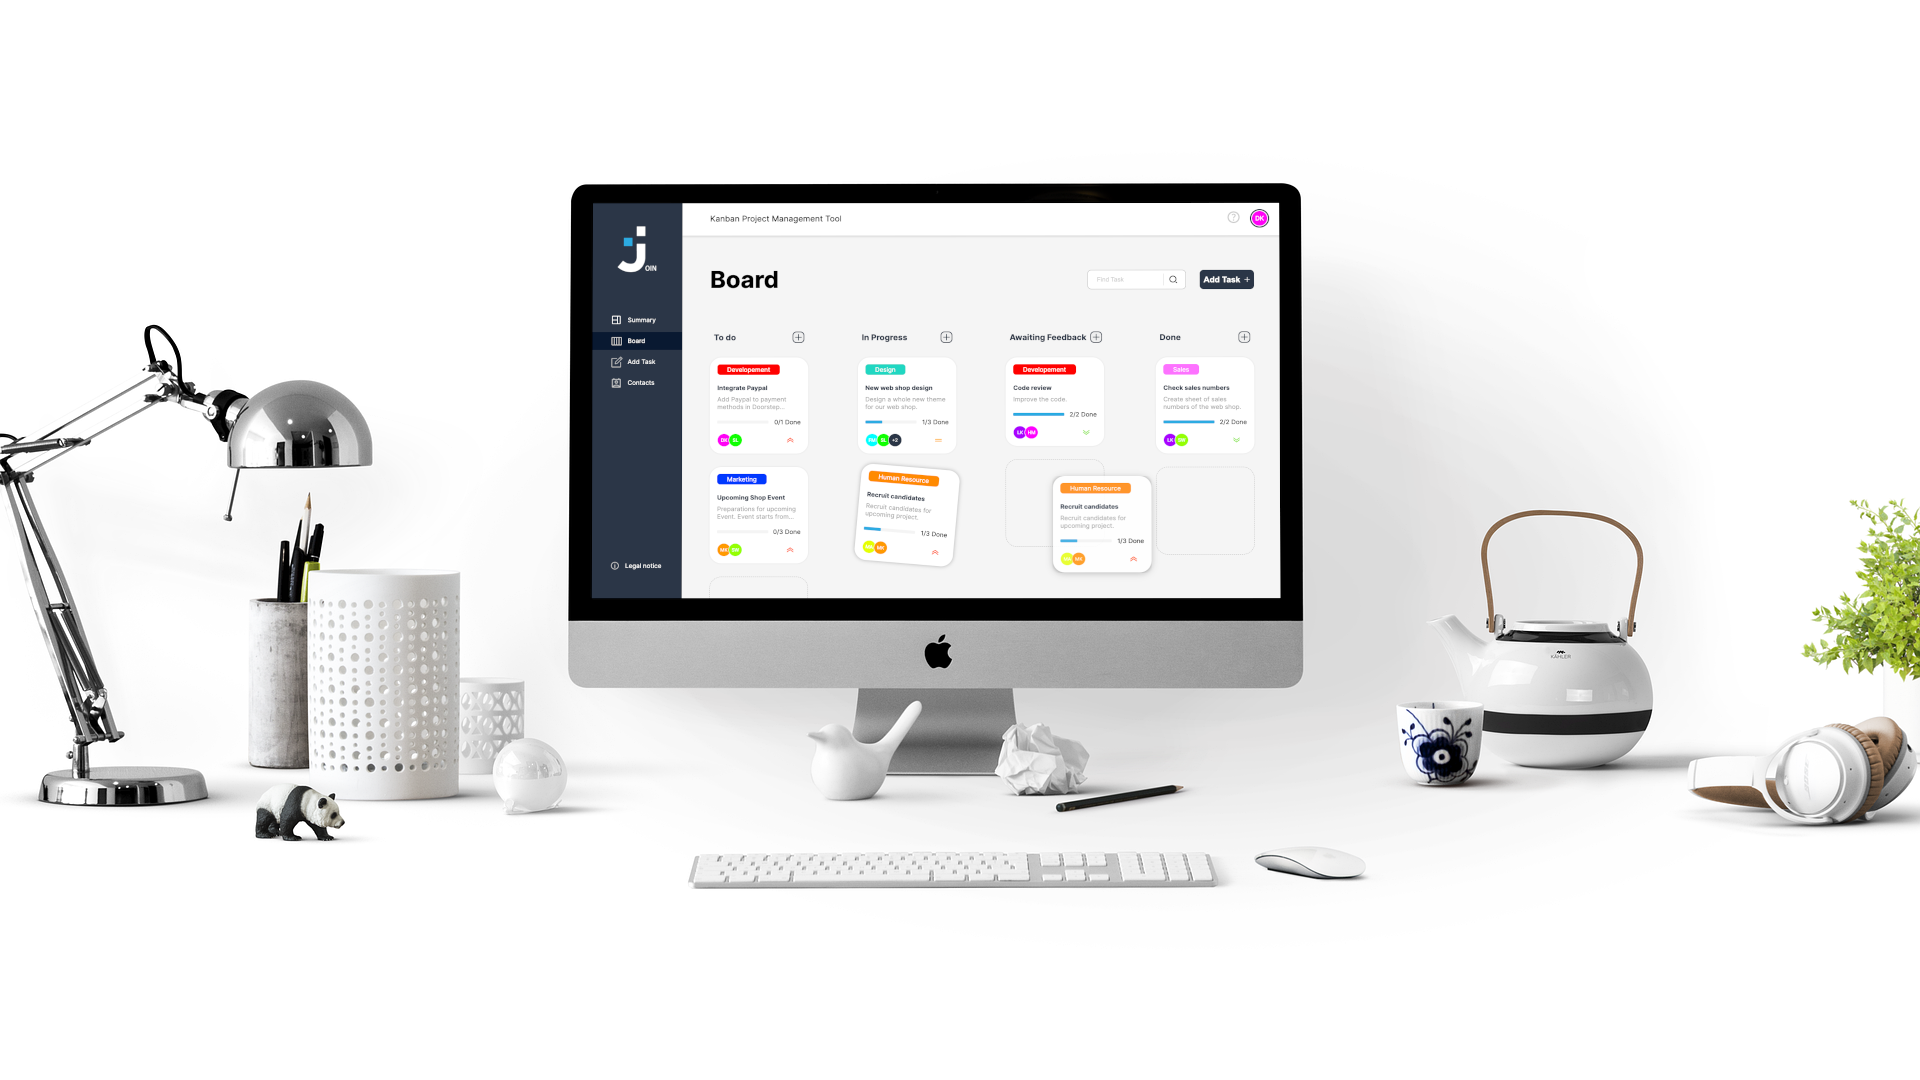 Kanban Project Management Tool
?
DK
JOIN
Board
Find Task
Add Task +
Summary
Board
Add Task
Contacts
Legal notice
To do
In Progress
Awaiting Feedback
Done
Developement
Integrate Paypal
Add Paypal to payment
methods in Doorstep...
0/1 Done
DK SL
Design
New web shop design
Design a whole new theme
for our web shop.
1/3 Done
SL +2
Developement
Code review
Improve the code.
2/2 Done
LK HM
Sales
Check sales numbers
Create sheet of sales
numbers of the web shop.
2/2 Done
LK
Marketing
Upcoming Shop Event
Preparations for upcoming
Event. Event starts from...
0/3 Done
Human Resource
Recruit candidates
Recruit candidates for
upcoming project.
1/3 Done
Human Resource
Recruit candidates
Recruit candidates for
upcoming project.
1/3 Done
KÄHLER